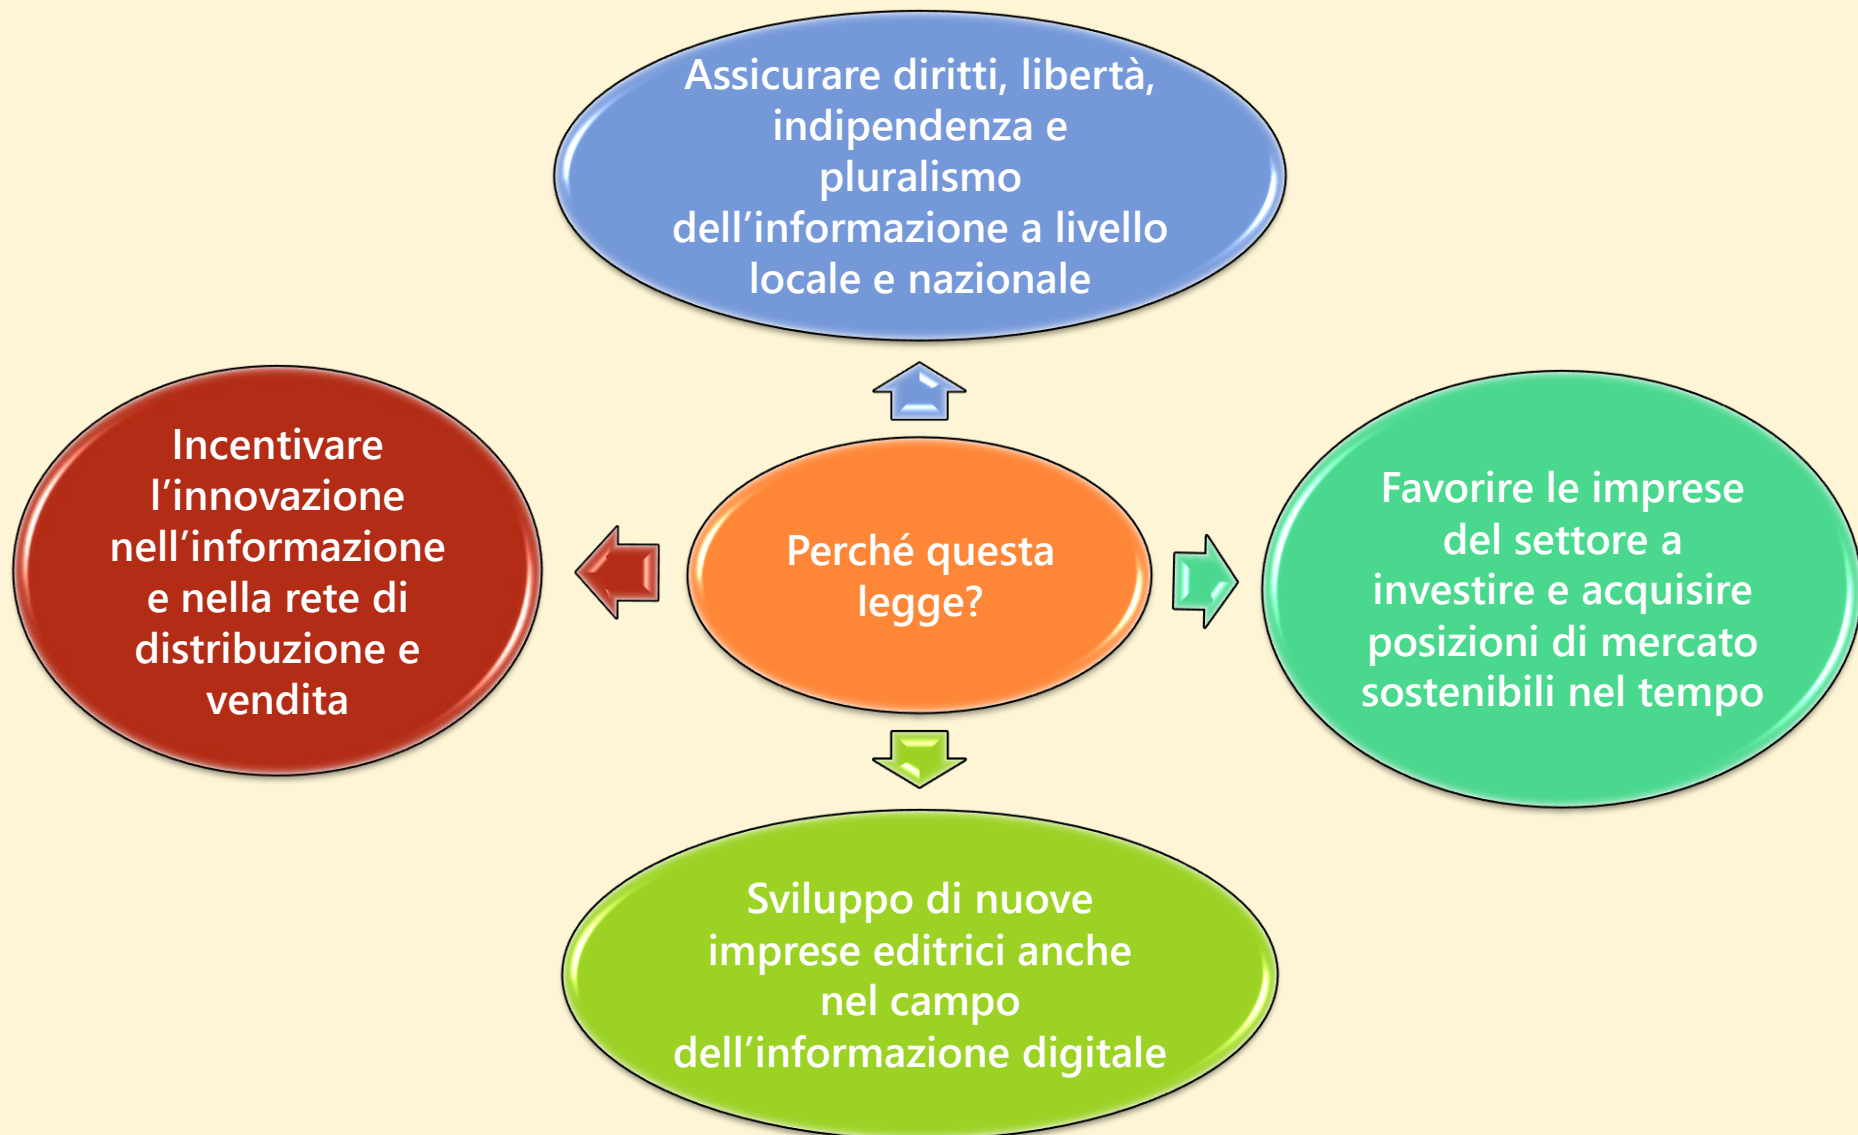 Assicurare diritti, libertà,
indipendenza e
pluralismo
dell’informazione a livello
locale e nazionale
Incentivare
l’innovazione
nell’informazione
e nella rete di
distribuzione e
vendita
Perché questa
legge?
Favorire le imprese
del settore a
investire e acquisire
posizioni di mercato
sostenibili nel tempo
Sviluppo di nuove
imprese editrici anche
nel campo
dell’informazione digitale